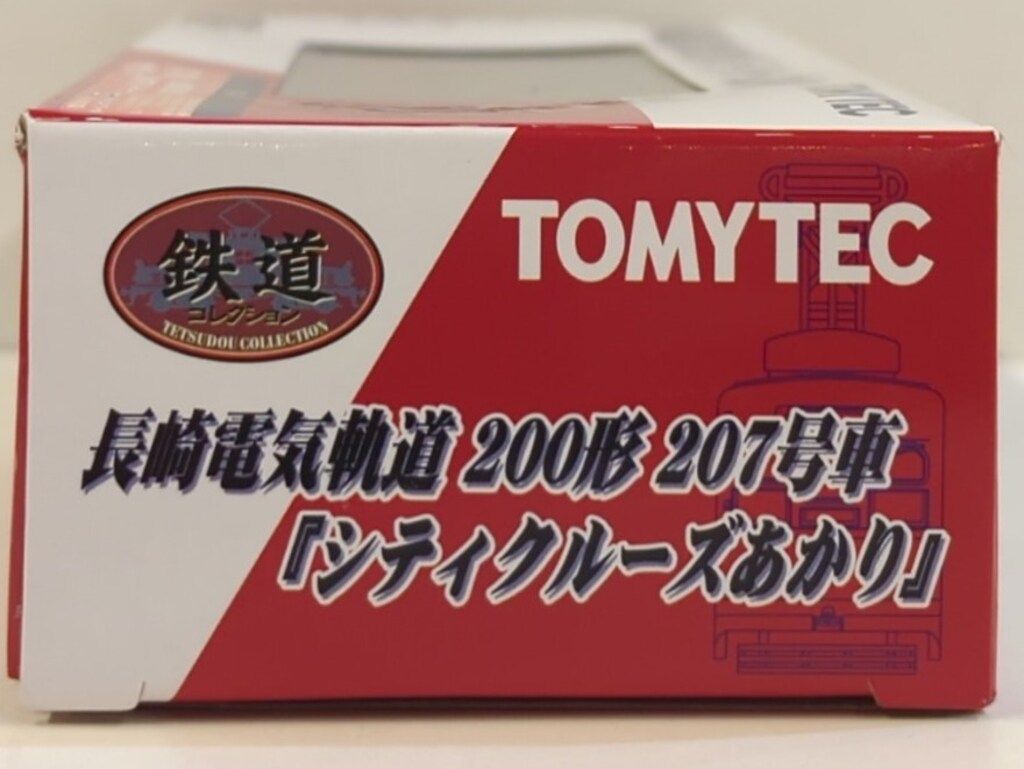 鉄道
コレクション
TETSUDOU COLLECTION
TOMYTEC
長崎電気軌道 200形 207号車
『シティクルーズあかり』